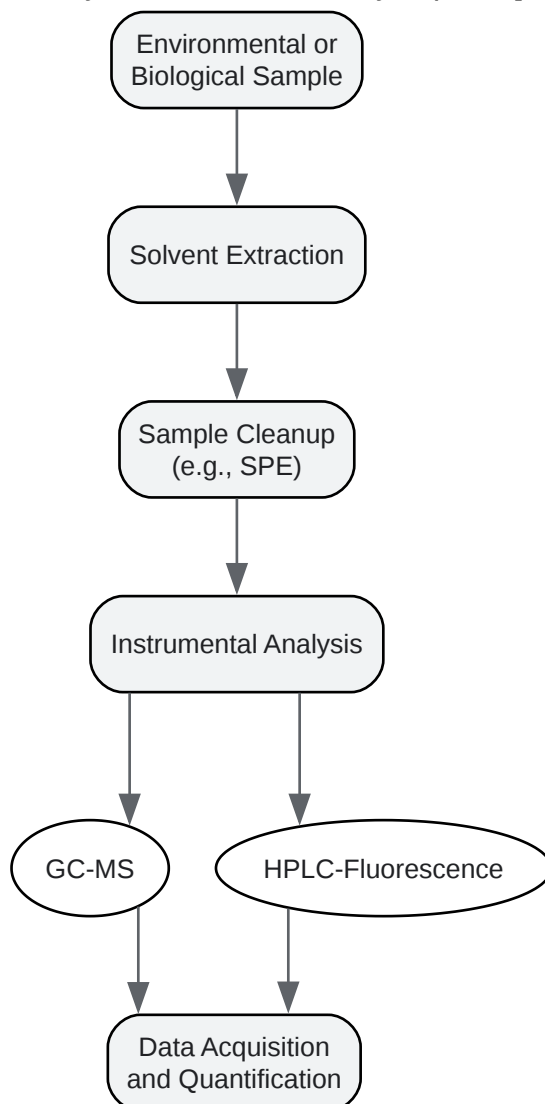 Environmental or
Biological Sample
Solvent Extraction
Sample Cleanup
(e.g., SPE)
Instrumental Analysis
GC-MS
HPLC-Fluorescence
Data Acquisition
and Quantification